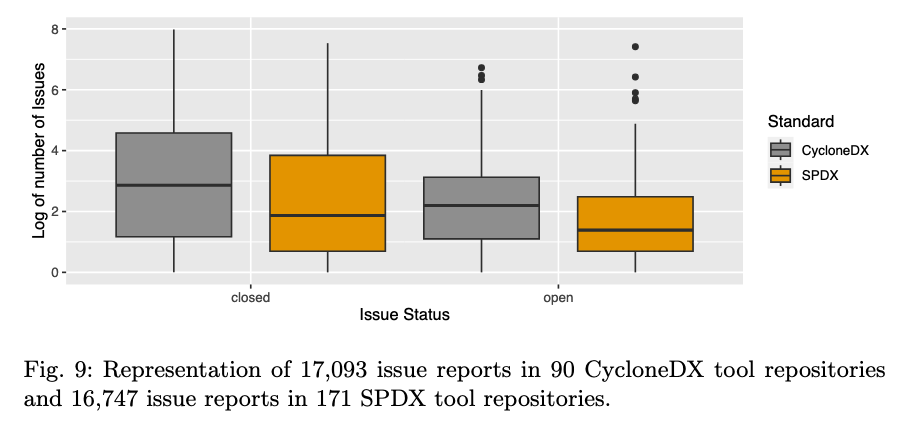 8
6
4
2
0
Log of number of Issues
closed
open
Issue Status
Standard
CycloneDX
SPDX
Fig. 9: Representation of 17,093 issue reports in 90 CycloneDX tool repositories
and 16,747 issue reports in 171 SPDX tool repositories.